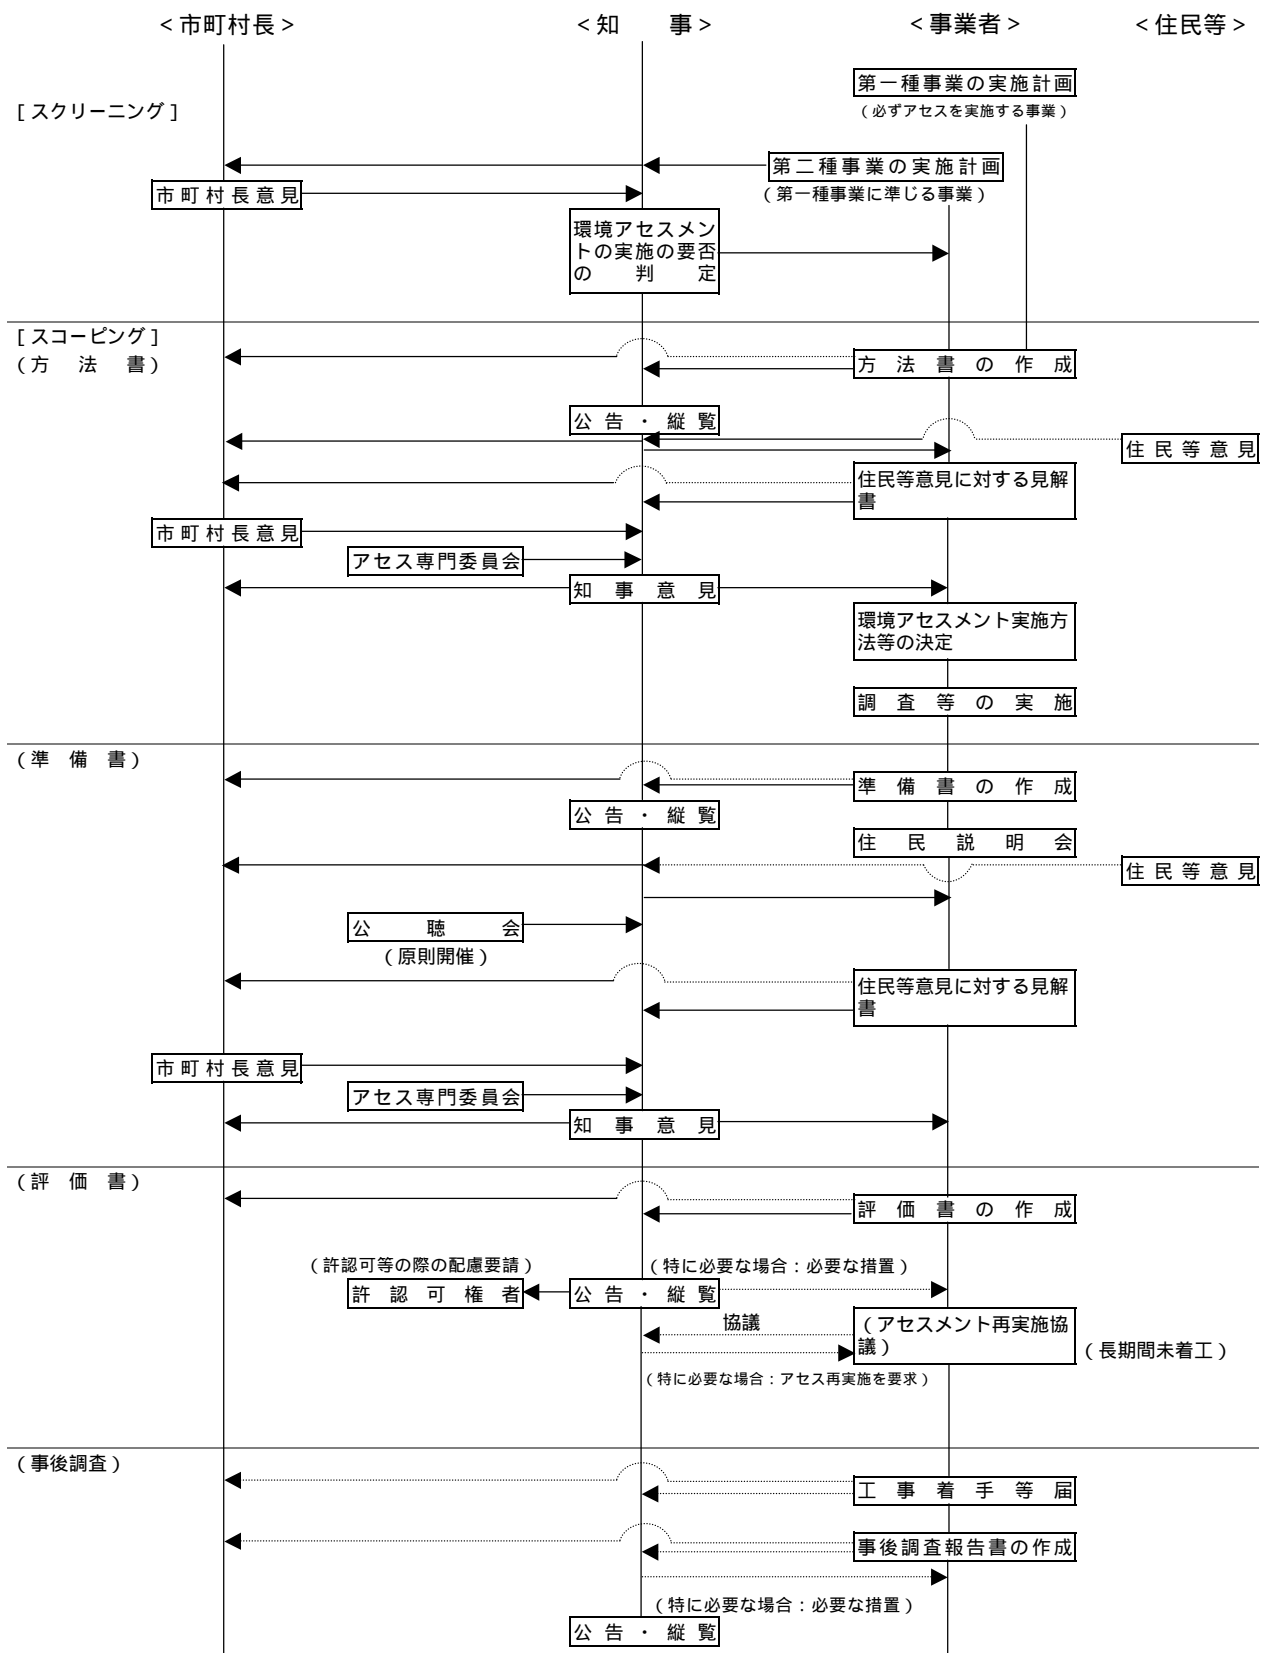 <市町村長>
<知　事>
<事業者>
<住民等>
第一種事業の実施計画
[スクリーニング]
(必ずアセスを実施する事業)
第二種事業の実施計画
市町村長意見
(第一種事業に準じる事業)
環境アセスメン
トの実施の要否
の判定
[スコーピング]
(方法書)
方法書の作成
公告・縦覧
住民等意見
住民等意見に対する見解
書
市町村長意見
アセス専門委員会
知事意見
環境アセスメント実施方
法等の決定
調査等の実施
(準備書)
準備書の作成
公告・縦覧
住民説明会
住民等意見
公聴会
(原則開催)
住民等意見に対する見解
書
市町村長意見
アセス専門委員会
知事意見
(評価書)
評価書の作成
(許認可等の際の配慮要請)
(特に必要な場合:必要な措置)
許認可権者
公告・縦覧
協議
(アセスメント再実施協
議)
(長期間未着工)
(特に必要な場合:アセス再実施を要求)
(事後調査)
工事着手等届
事後調査報告書の作成
(特に必要な場合:必要な措置)
公告・縦覧